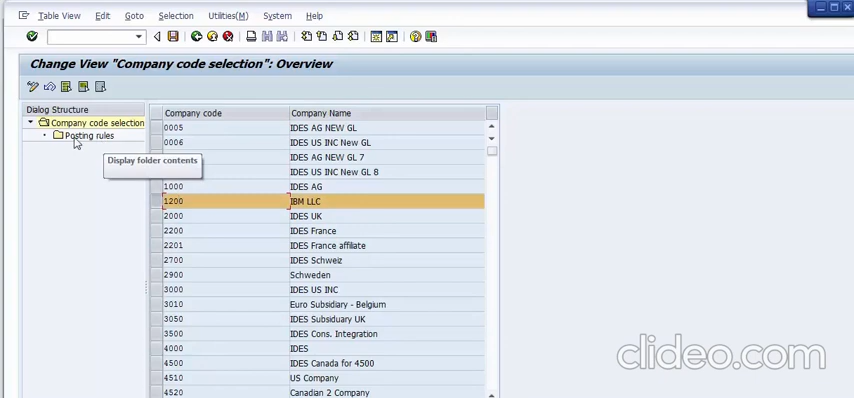 Table View Edit Goto Selection Utilities(M) System Help
Change View "Company code selection": Overview
Dialog Structure
Company code selection
Posting rules
Display folder contents
Company code Company Name
0005 IDES AG NEW GL
0006 IDES US INC New GL
IDES AG NEW GL 7
IDES US INC New GL 8
1000 IDES AG
1200 IBM LLC
2000 IDES UK
2200 IDES France
2201 IDES France affiliate
2700 IDES Schweiz
2900 Schweden
3000 IDES US INC
3010 Euro Subsidiary - Belgium
3050 IDES Subsiduary UK
3500 IDES Cons. Integration
4000 IDES
4500 IDES Canada for 4500
4510 US Company
4520 Canadian 2 Company
clideo.com